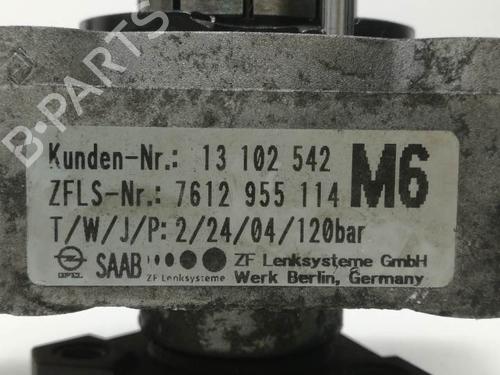 B-PARTS
Kunden-Nr.: 13 102 542
ZFLS-Nr.: 7612 955 114 M6
T/W/J/P: 2/24/04/120bar
OPEL SAAB ZF Lenksysteme ZF Lenksysteme GmbH
Werk Berlin, Germany